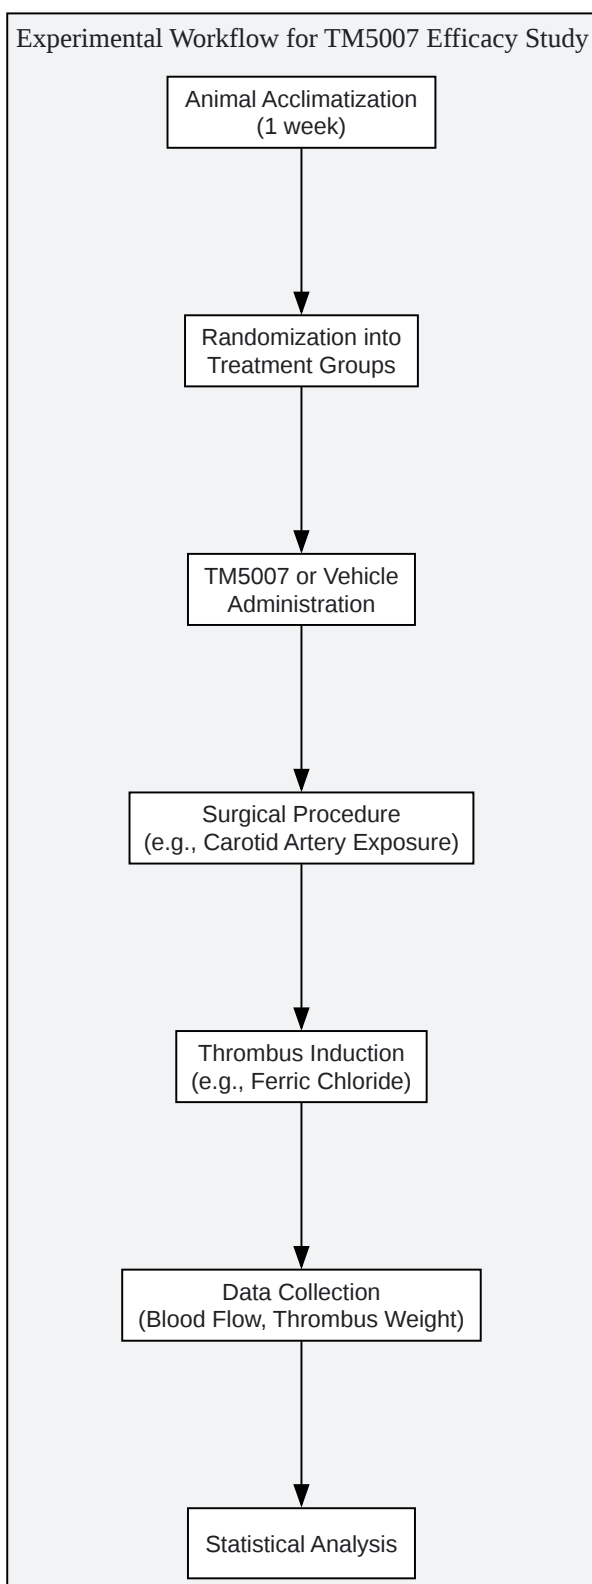 Experimental Workflow for TM5007 Efficacy Study
Animal Acclimatization
(1 week)
Randomization into
Treatment Groups
TM5007 or Vehicle
Administration
Surgical Procedure
(e.g., Carotid Artery Exposure)
Thrombus Induction
(e.g., Ferric Chloride)
Data Collection
(Blood Flow, Thrombus Weight)
Statistical Analysis